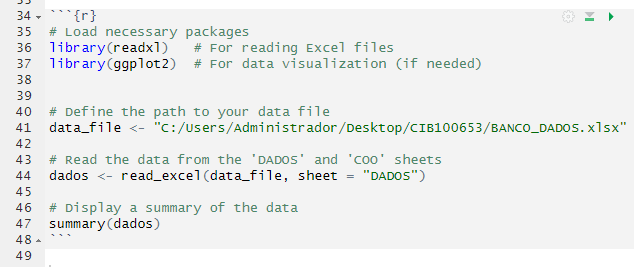 34 ```{r}
35 # Load necessary packages
36 library(readxl)   # For reading Excel files
37 library(ggplot2)  # For data visualization (if needed)
38
39
40 # Define the path to your data file
41 data_file <- "C:/Users/Administrador/Desktop/CIB100653/BANCO_DADOS.xlsx"
42
43 # Read the data from the 'DADOS' and 'COO' sheets
44 dados <- read_excel(data_file, sheet = "DADOS")
45
46 # Display a summary of the data
47 summary(dados)
48 ```
49